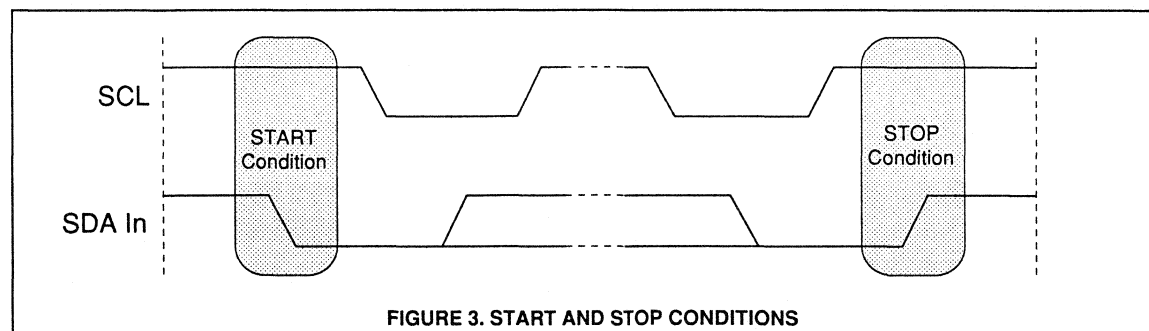 SCL
START
Condition
STOP
Condition
SDA In
FIGURE 3. START AND STOP CONDITIONS